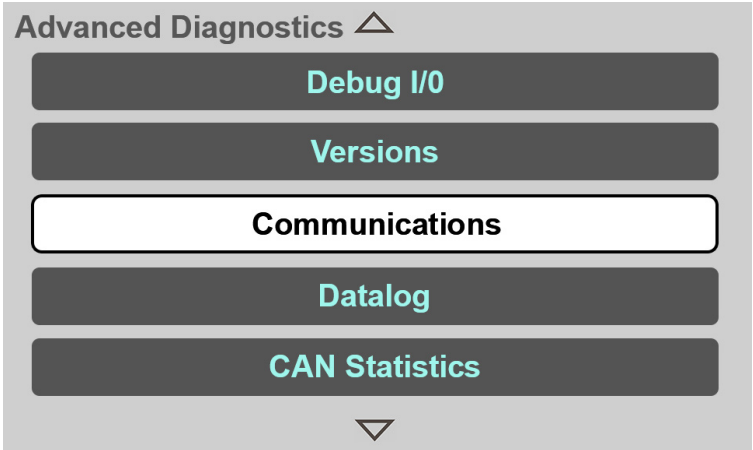 Advanced Diagnostics
Debug I/0
Versions
Communications
Datalog
CAN Statistics